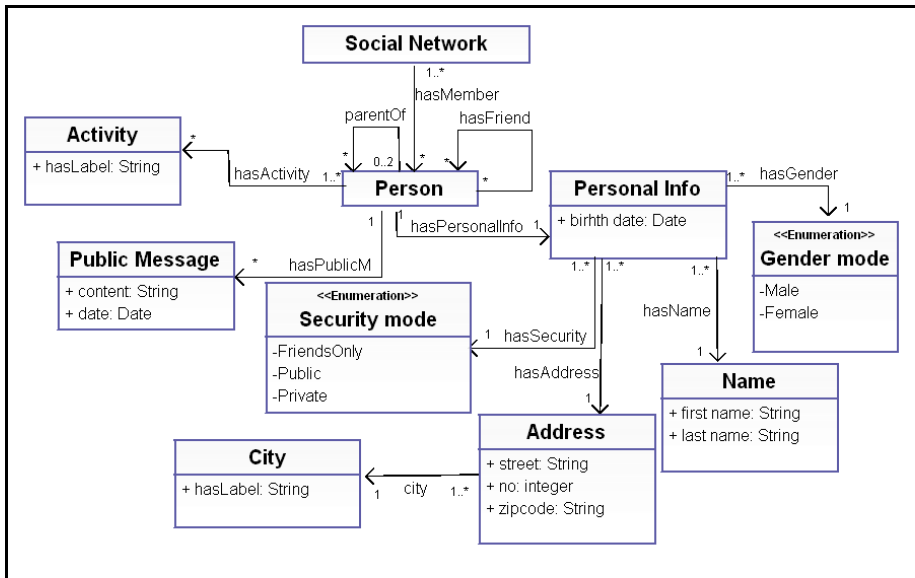 Social Network
1..*
hasMember
parentOf
hasFriend
Activity
+ hasLabel: String
*
hasActivity
1..*
*
0..2
*
*
*
Person
1
1
hasPersonalInfo
1
Personal Info
+ birhth date: Date
1..*
hasGender
1
<<Enumeration>>
Gender mode
-Male
-Female
Public Message
+ content: String
+ date: Date
*
hasPublicM
<<Enumeration>>
Security mode
-FriendsOnly
-Public
-Private
1..*
1..*
1..*
1
hasSecurity
hasAddress
1
hasName
1
Name
+ first name: String
+ last name: String
Address
+ street: String
+ no: integer
+ zipcode: String
City
+ hasLabel: String
1
city
1..*